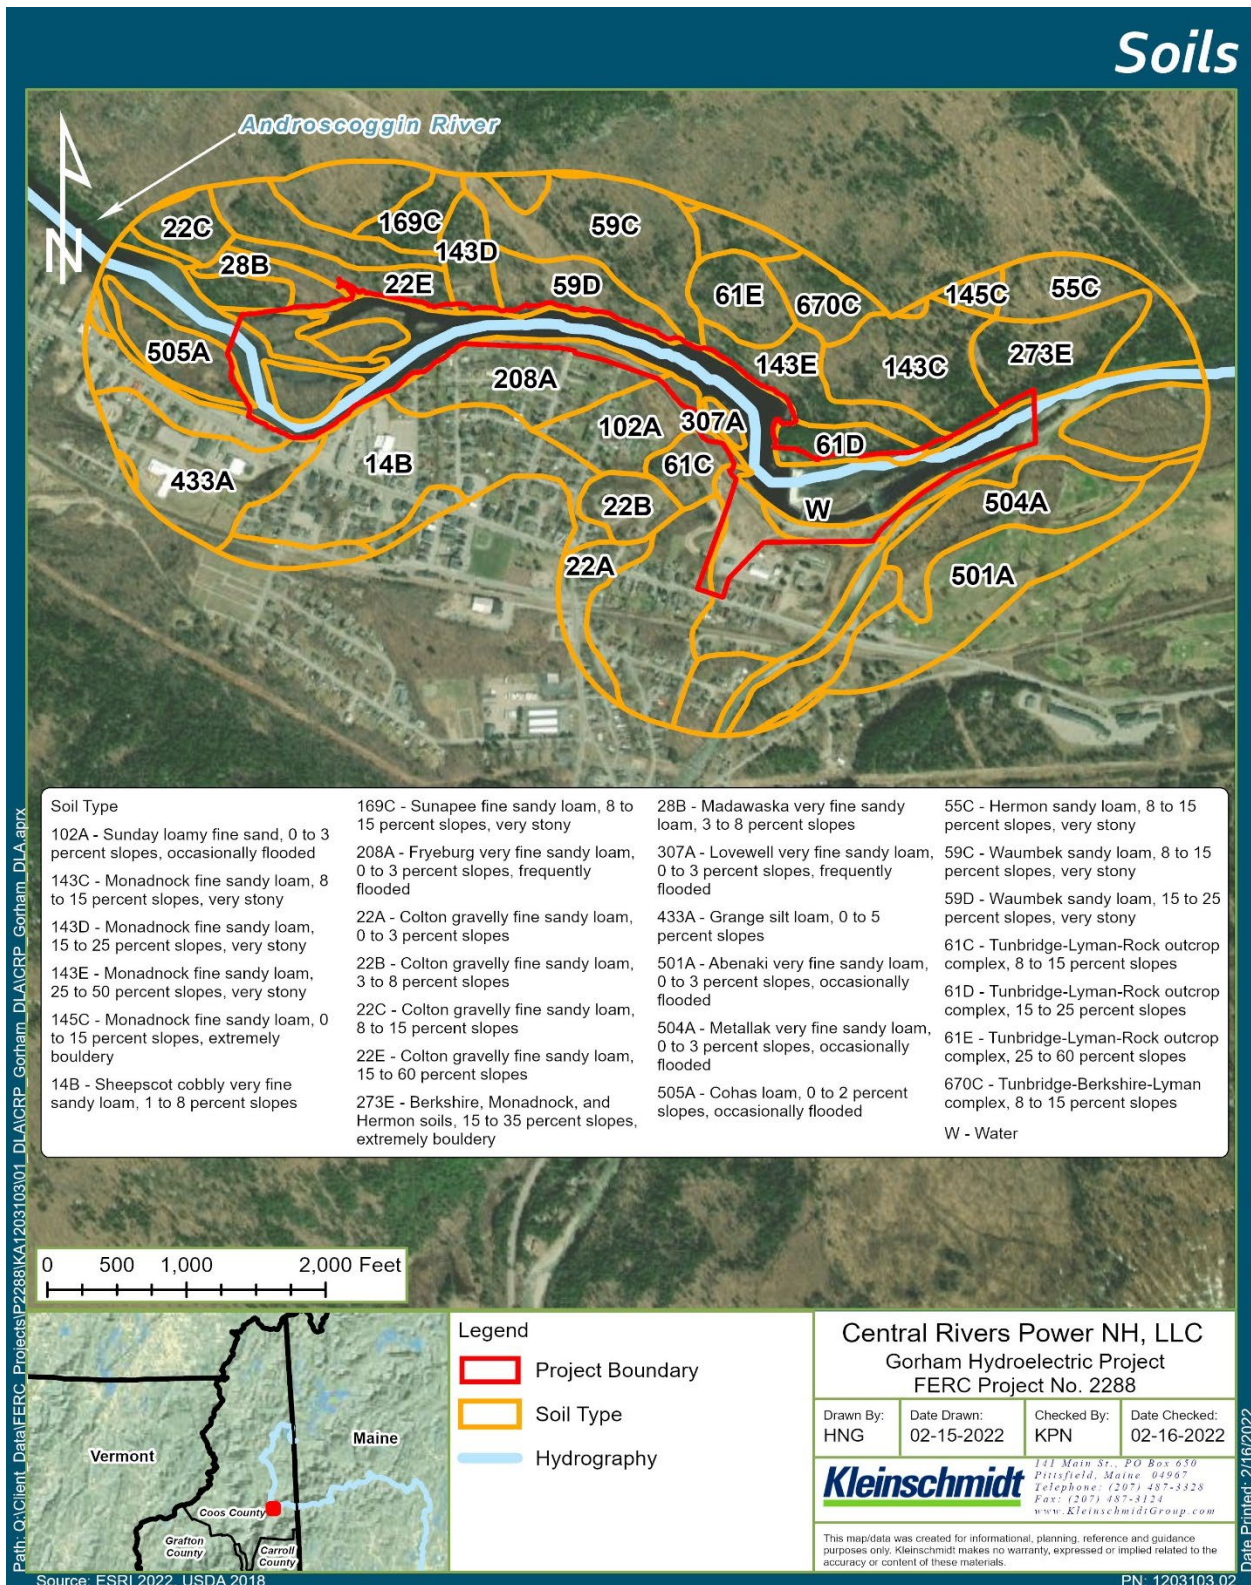 Soils
Androscoggin River
N
22C
169C
59C
143D
28B
22E
59D
61E
670C
145C
55C
505A
143E
143C
273E
208A
102A
307A
61D
14B
61C
433A
22B
W
504A
22A
501A
Soil Type
102A - Sunday loamy fine sand, 0 to 3
percent slopes, occasionally flooded
143C - Monadnock fine sandy loam, 8
to 15 percent slopes, very stony
143D - Monadnock fine sandy loam,
15 to 25 percent slopes, very stony
143E - Monadnock fine sandy loam,
25 to 50 percent slopes, very stony
145C - Monadnock fine sandy loam, 0
to 15 percent slopes, extremely
bouldery
14B - Sheepscot cobbly very fine
sandy loam, 1 to 8 percent slopes
169C - Sunapee fine sandy loam, 8 to
15 percent slopes, very stony
208A - Fryeburg very fine sandy loam,
0 to 3 percent slopes, frequently
flooded
22A - Colton gravelly fine sandy loam,
0 to 3 percent slopes
22B - Colton gravelly fine sandy loam,
3 to 8 percent slopes
22C - Colton gravelly fine sandy loam,
8 to 15 percent slopes
22E - Colton gravelly fine sandy loam,
15 to 60 percent slopes
273E - Berkshire, Monadnock, and
Hermon soils, 15 to 35 percent slopes,
extremely bouldery
28B - Madawaska very fine sandy
loam, 3 to 8 percent slopes
307A - Lovewell very fine sandy loam,
0 to 3 percent slopes, frequently
flooded
433A - Grange silt loam, 0 to 5
percent slopes
501A - Abenaki very fine sandy loam,
0 to 3 percent slopes, occasionally
flooded
504A - Metallak very fine sandy loam,
0 to 3 percent slopes, occasionally
flooded
505A - Cohas loam, 0 to 2 percent
slopes, occasionally flooded
55C - Hermon sandy loam, 8 to 15
percent slopes, very stony
59C - Waumbek sandy loam, 8 to 15
percent slopes, very stony
59D - Waumbek sandy loam, 15 to 25
percent slopes, very stony
61C - Tunbridge-Lyman-Rock outcrop
complex, 8 to 15 percent slopes
61D - Tunbridge-Lyman-Rock outcrop
complex, 15 to 25 percent slopes
61E - Tunbridge-Lyman-Rock outcrop
complex, 25 to 60 percent slopes
670C - Tunbridge-Berkshire-Lyman
complex, 8 to 15 percent slopes
W - Water
0 500 1,000 2,000 Feet
Vermont
Maine
Coos County
Grafton
County
Carroll
County
Legend
Project Boundary
Soil Type
Hydrography
Central Rivers Power NH, LLC
Gorham Hydroelectric Project
FERC Project No. 2288
Drawn By:
HNG
Date Drawn:
02-15-2022
Checked By:
KPN
Date Checked:
02-16-2022
Kleinschmidt
141 Main St., PO Box 650
Pittsfield, Maine 04967
Telephone: (207) 487-3328
Fax: (207) 487-3124
www.KleinschmidtGroup.com
This map/data was created for informational, planning, reference and guidance
purposes only. Kleinschmidt makes no warranty, expressed or implied related to the
accuracy or content of these materials.
Path: Q:\Client_Data\FERC_Projects\P2288\KA1203103\01_DLA\CRP_Gorham_DLA\CRP_Gorham_DLA.aprx
Date Printed: 2/16/2022
Source: ESRI 2022, USDA 2018
PN: 1203103.02